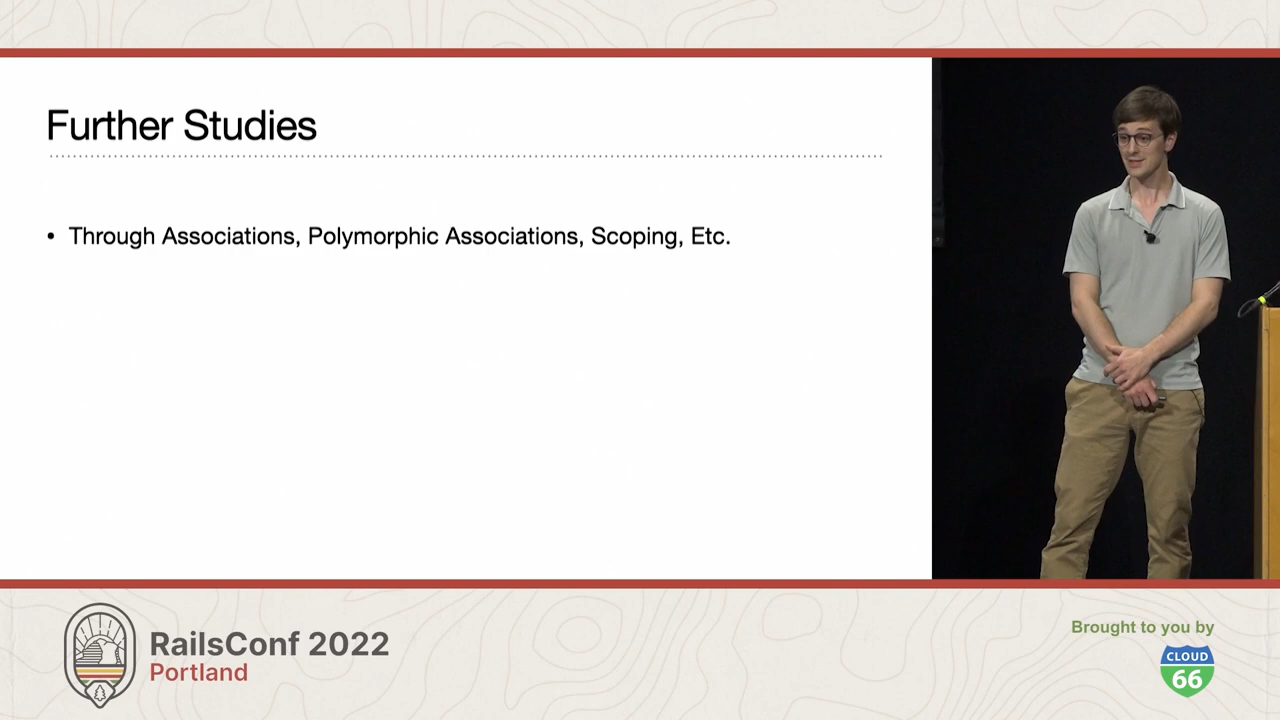 Further Studies
• Through Associations, Polymorphic Associations, Scoping, Etc.
RailsConf 2022
Portland
Brought to you by
CLOUD
66